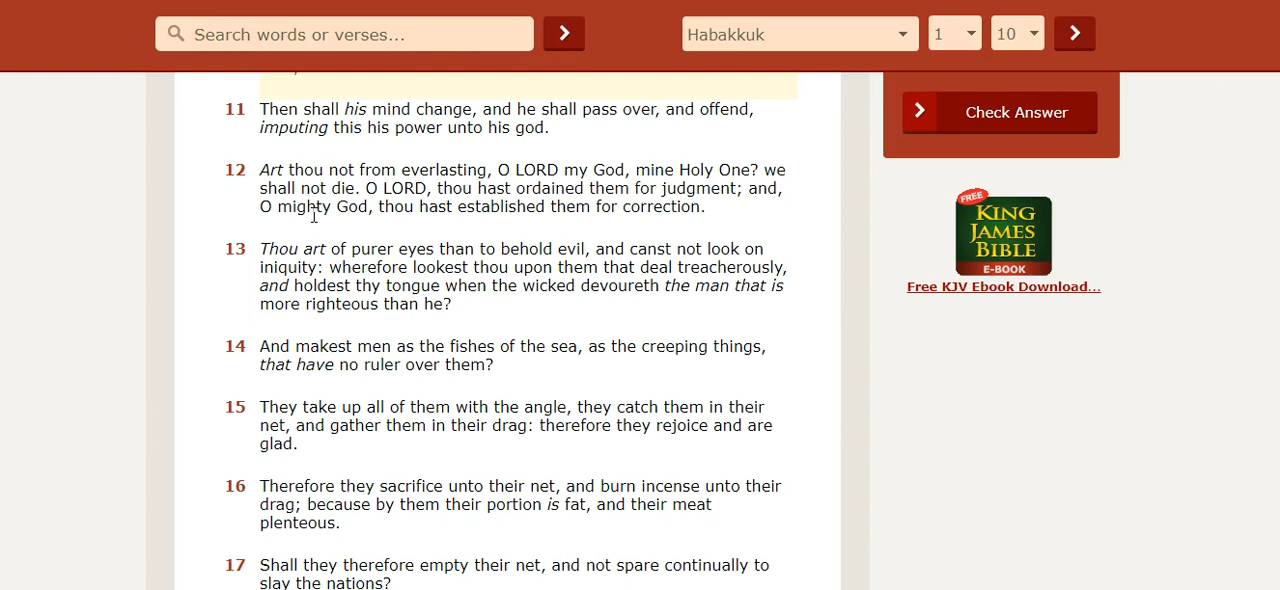 Search words or verses...
Habakkuk
1
10
11 Then shall his mind change, and he shall pass over, and offend,
imputing this his power unto his god.
12 Art thou not from everlasting, O LORD my God, mine Holy One? we
shall not die. O LORD, thou hast ordained them for judgment; and,
O mighty God, thou hast established them for correction.
13 Thou art of purer eyes than to behold evil, and canst not look on
iniquity: wherefore lookest thou upon them that deal treacherously,
and holdest thy tongue when the wicked devoureth the man that is
more righteous than he?
14 And makest men as the fishes of the sea, as the creeping things,
that have no ruler over them?
15 They take up all of them with the angle, they catch them in their
net, and gather them in their drag: therefore they rejoice and are
glad.
16 Therefore they sacrifice unto their net, and burn incense unto their
drag; because by them their portion is fat, and their meat
plenteous.
17 Shall they therefore empty their net, and not spare continually to
slay the nations?
Check Answer
FREE
KING
JAMES
BIBLE
E-BOOK
Free KJV Ebook Download...